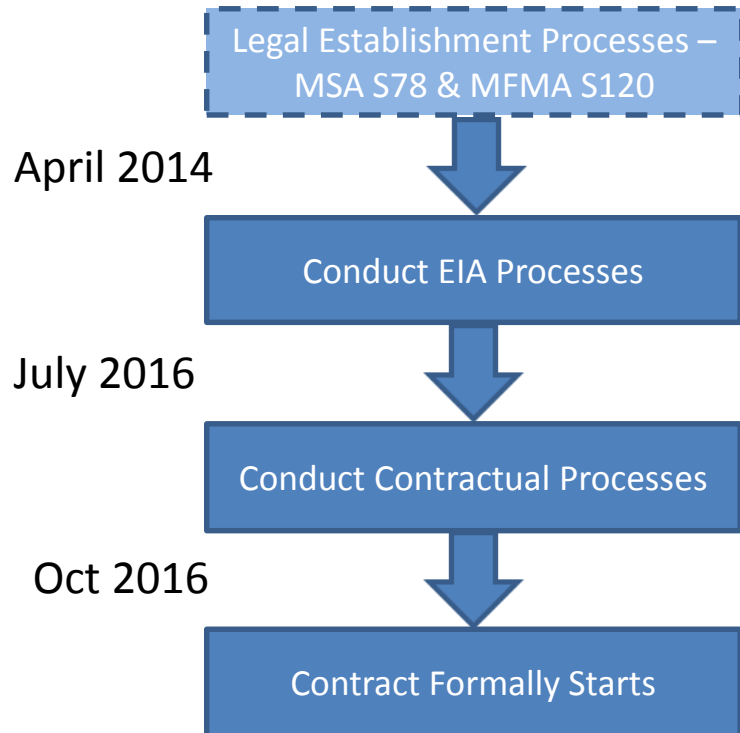 Legal Establishment Processes –
MSA S78 & MFMA S120
April 2014
Conduct EIA Processes
July 2016
Conduct Contractual Processes
Oct 2016
Contract Formally Starts